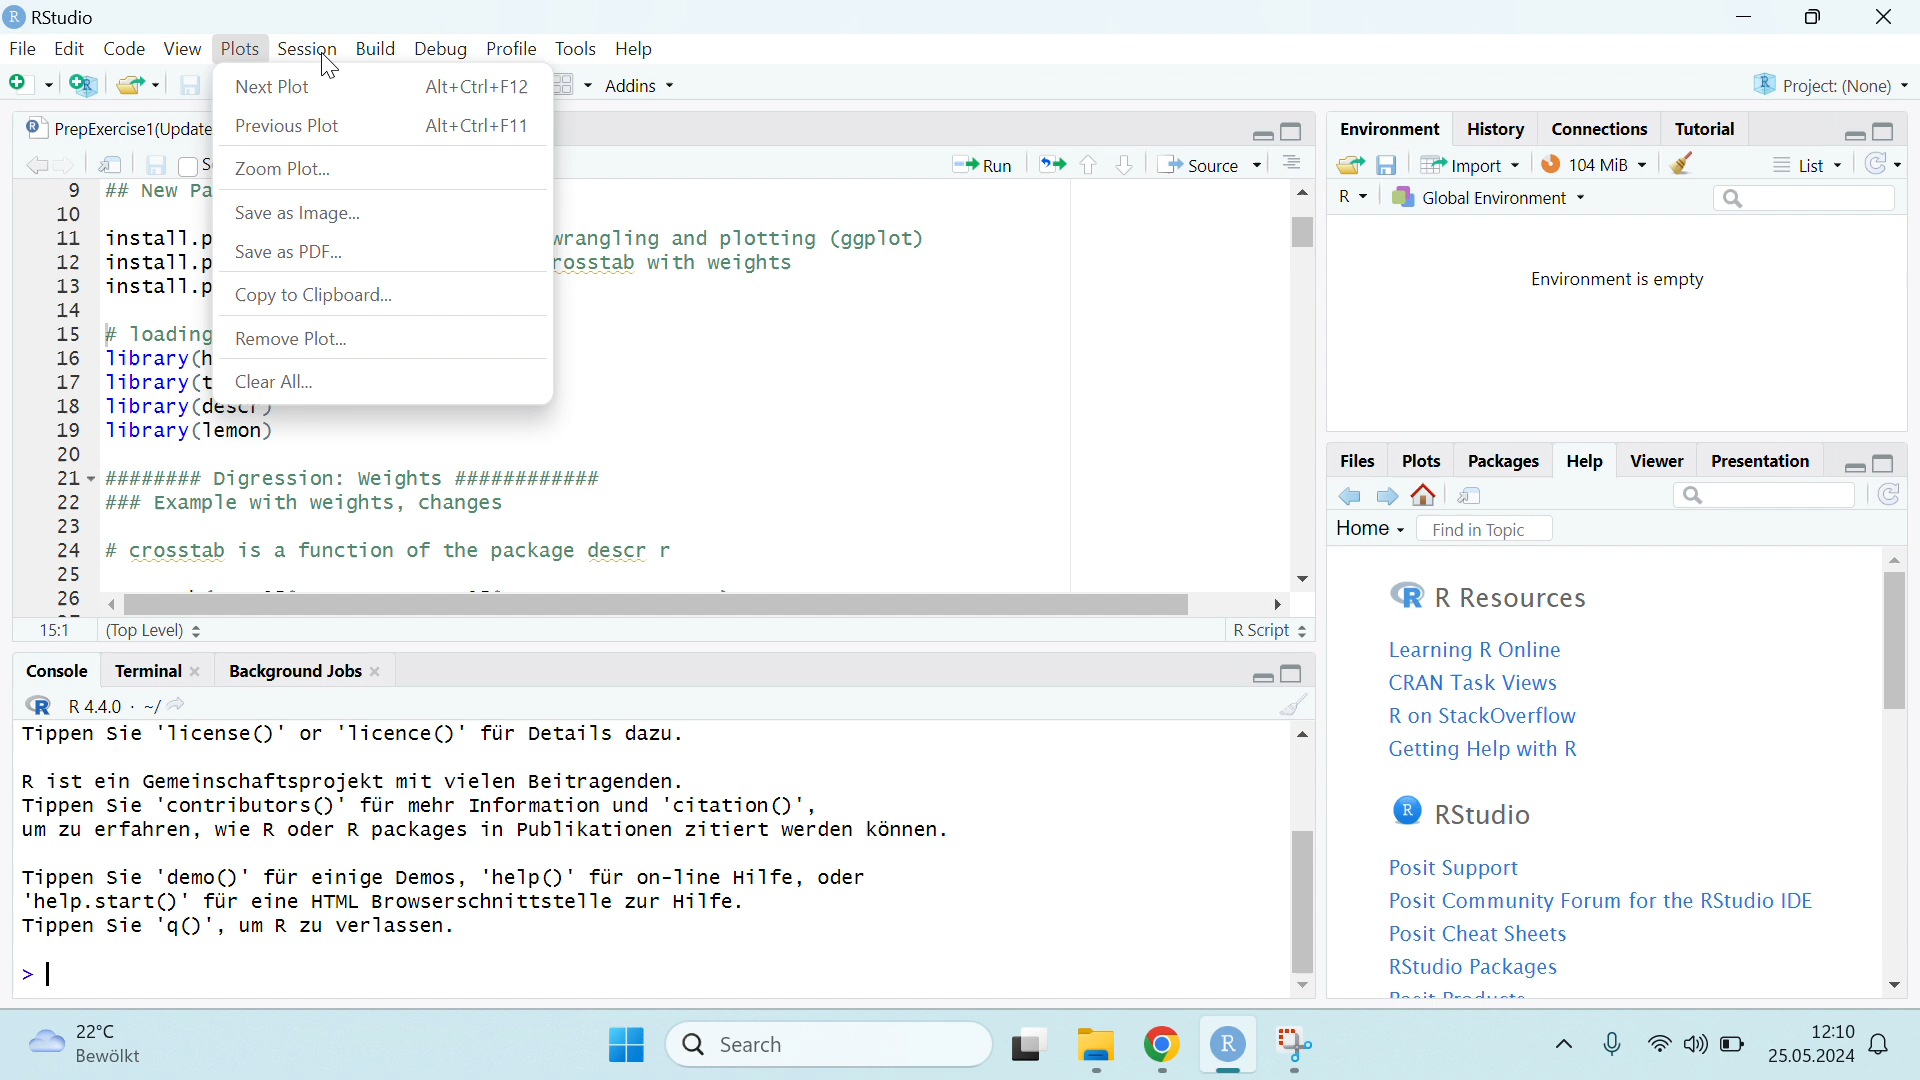 RStudio
File Edit Code View Plots Session Build Debug Profile Tools Help
Addins
Project: (None)
Next Plot Alt+Ctrl+F12
Previous Plot Alt+Ctrl+F11
Zoom Plot...
Save as Image...
Save as PDF...
Copy to Clipboard...
Remove Plot...
Clear All...
PrepExercise1(Update
Run
Source
9 ## New Pa
10
11 install.p wrangling and plotting (ggplot)
12 install.p rosstab with weights
13 install.p
14
15 # loading
16 library(h
17 library(t
18 library(descr)
19 library(lemon)
20
21 ######## Digression: Weights ############
22 ### Example with weights, changes
23
24 # crosstab is a function of the package descr r
25
26
15:1 (Top Level) R Script
Console Terminal Background Jobs
R 4.4.0 · ~/
Tippen Sie 'license()' or 'licence()' für Details dazu.
R ist ein Gemeinschaftsprojekt mit vielen Beitragenden.
Tippen Sie 'contributors()' für mehr Information und 'citation()',
um zu erfahren, wie R oder R packages in Publikationen zitiert werden können.
Tippen Sie 'demo()' für einige Demos, 'help()' für on-line Hilfe, oder
'help.start()' für eine HTML Browserschnittstelle zur Hilfe.
Tippen Sie 'q()', um R zu verlassen.
>
Environment History Connections Tutorial
Import 104 MiB List
R Global Environment
Environment is empty
Files Plots Packages Help Viewer Presentation
Home Find in Topic
R Resources
Learning R Online
CRAN Task Views
R on StackOverflow
Getting Help with R
RStudio
Posit Support
Posit Community Forum for the RStudio IDE
Posit Cheat Sheets
RStudio Packages
22°C
Bewölkt
Search
12:10
25.05.2024